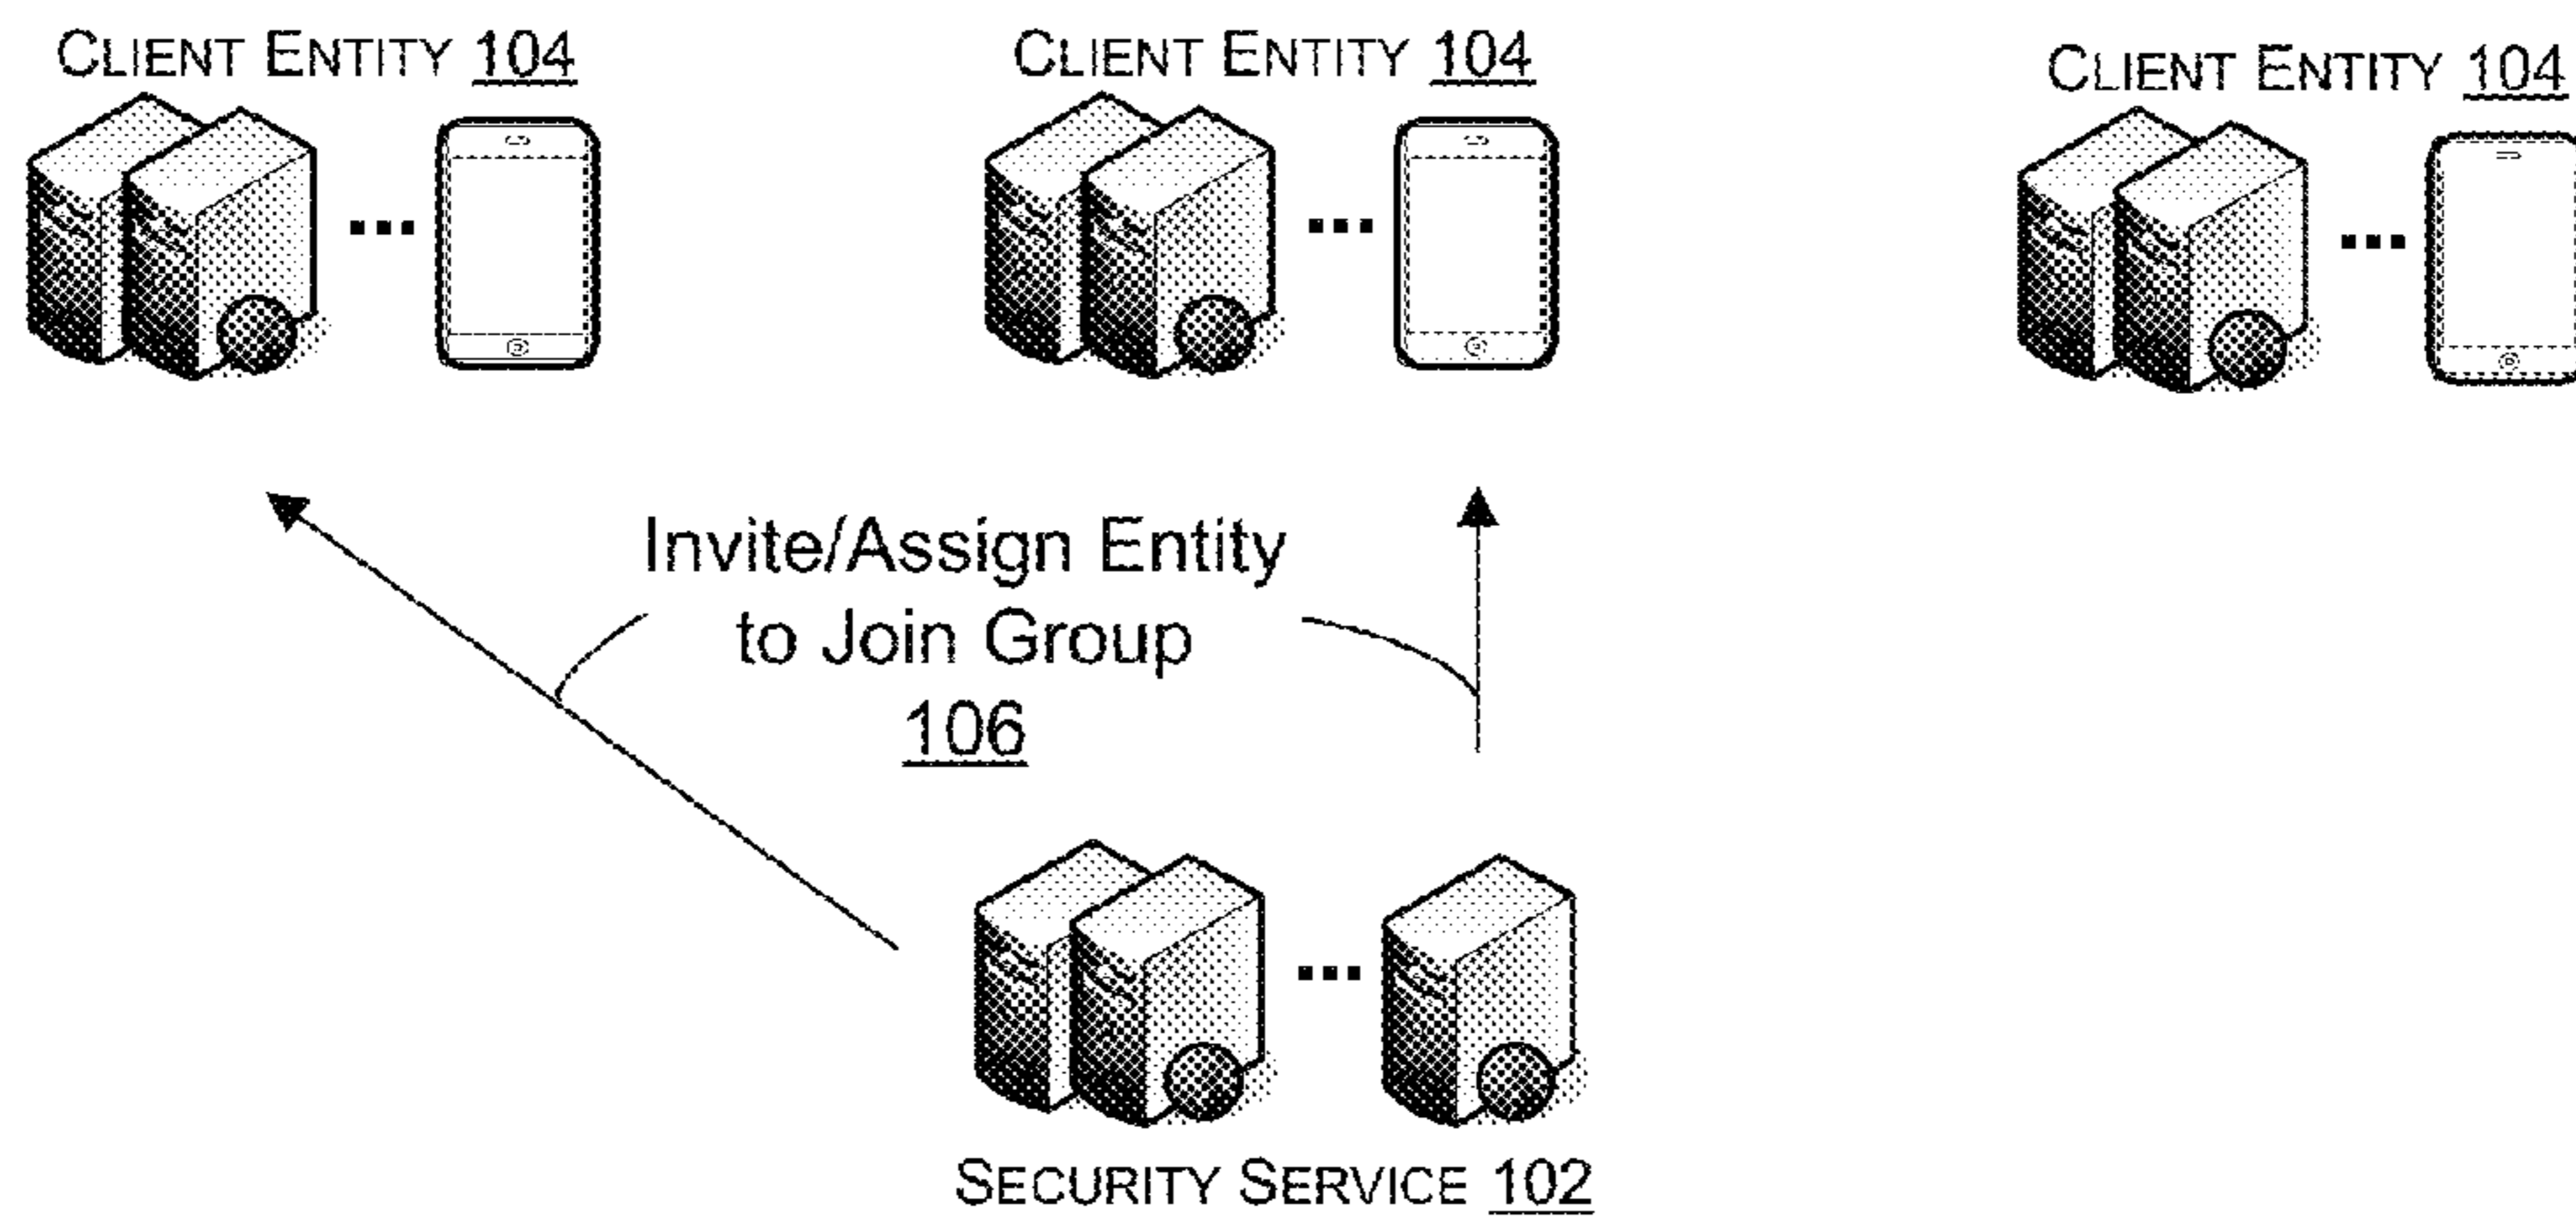 CLIENT ENTITY 104
CLIENT ENTITY 104
CLIENT ENTITY 104
Invite/Assign Entity
to Join Group
106
SECURITY SERVICE 102